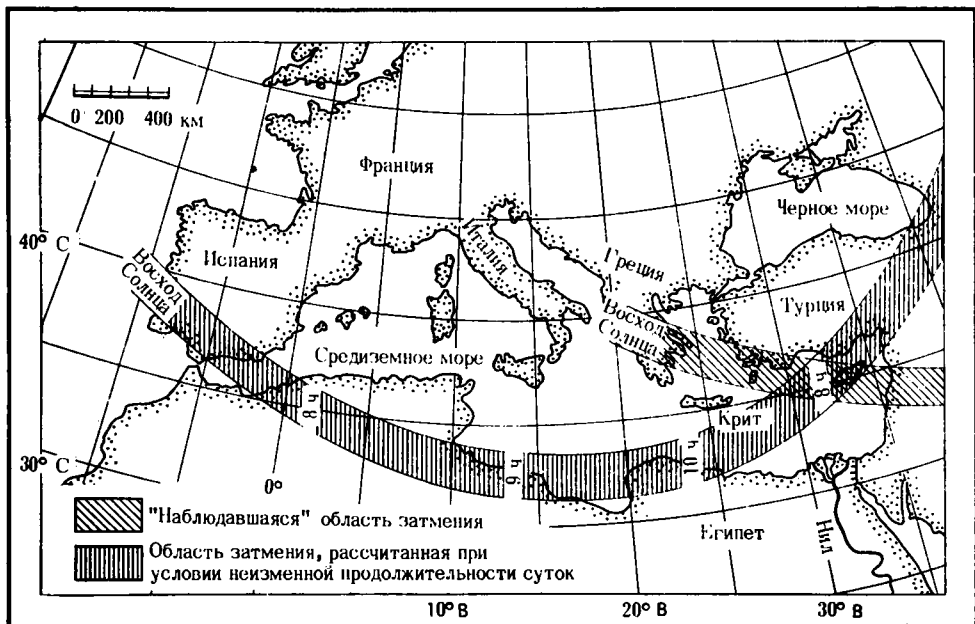 0 200 400 км
Франция
Черное море
40° С
Испания
Италия
Греция
Восход
Солнца
Турция
Восход
Солнца
Средиземное море
8 h
8 h
Крит
30° С
9 h
10 h
0°
"Наблюдавшаяся" область затмения
Египет
Нил
Область затмения, рассчитанная при
условии неизменной продолжительности суток
10° В
20° В
30° В